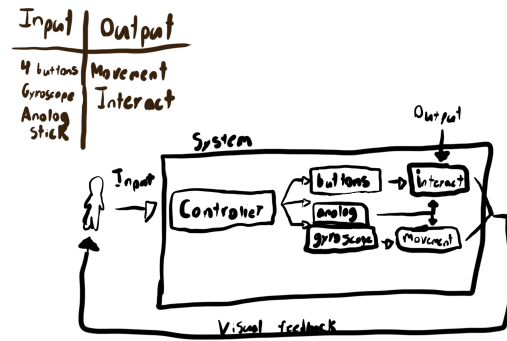 Input Output
4 buttons Movement
Gyroscope Interact
Analog
stick
Output
System
Input
buttons interact
Controller
analog
gyroscope Movement
Visual feedback